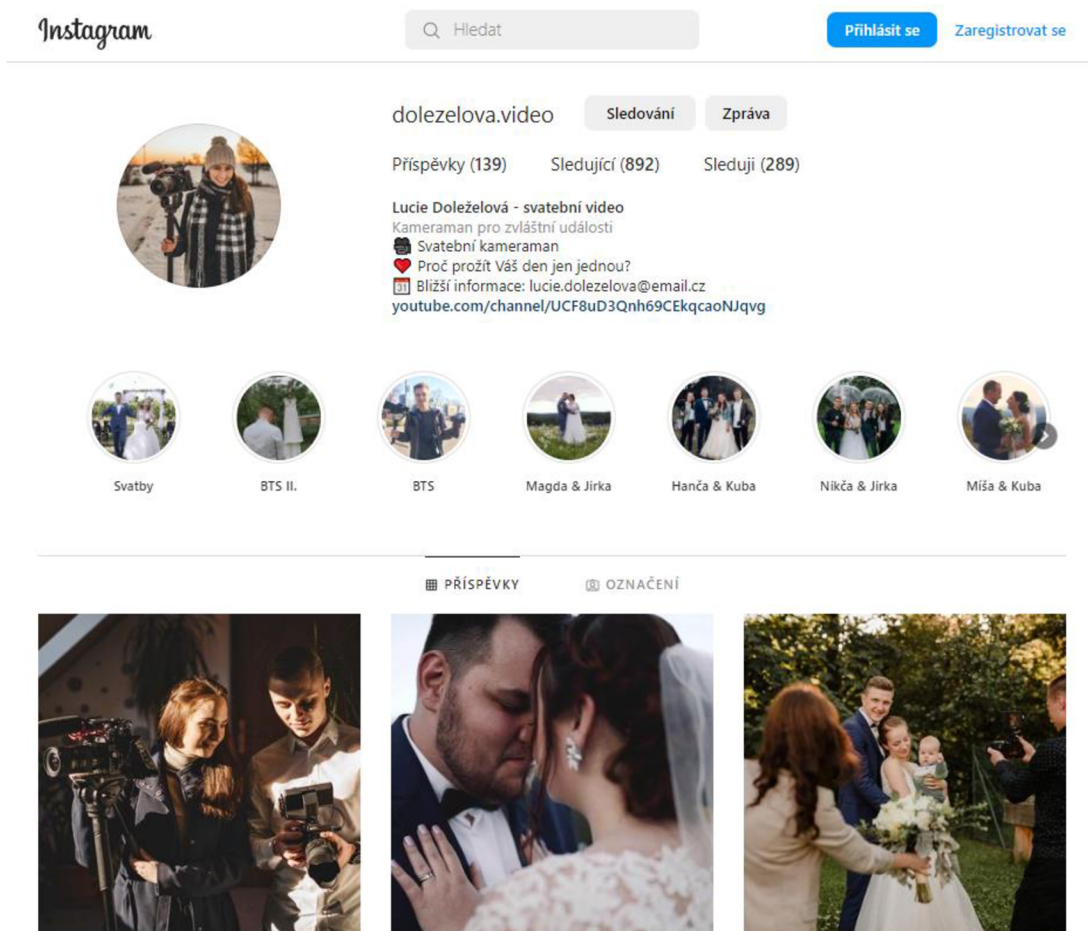 Instagram
Hledat
Přihlásit se
Zaregistrovat se
dolezelova.video
Sledování
Zpráva
Příspěvky (139) Sledující (892) Sleduji (289)
Lucie Doleželová - svatební video
Kameraman pro zvláštní události
Svatební kameraman
Proč prožít Váš den jen jednou?
31 Bližší informace: lucie.dolezelova@email.cz
youtube.com/channel/UCF8uD3Qnh69CEkqcaoNJqvg
Svatby
BTS II.
BTS
Magda & Jirka
Hanča & Kuba
Nikča & Jirka
Míša & Kuba
PŘÍSPĚVKY
OZNAČENÍ